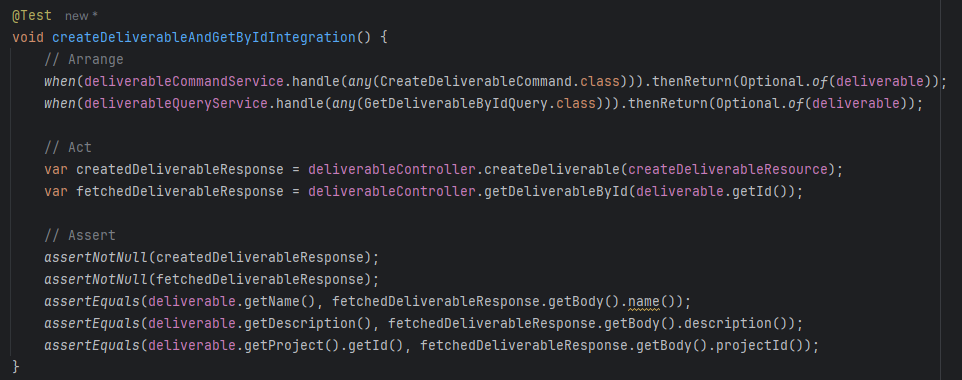 @Test new *
void createDeliverableAndGetByIdIntegration() {
// Arrange
when(deliverableCommandService.handle(any(CreateDeliverableCommand.class))).thenReturn(Optional.of(deliverable));
when(deliverableQueryService.handle(any(GetDeliverableByIdQuery.class))).thenReturn(Optional.of(deliverable));
// Act
var createdDeliverableResponse = deliverableController.createDeliverable(createDeliverableResource);
var fetchedDeliverableResponse = deliverableController.getDeliverableById(deliverable.getId());
// Assert
assertNotNull(createdDeliverableResponse);
assertNotNull(fetchedDeliverableResponse);
assertEquals(deliverable.getName(), fetchedDeliverableResponse.getBody().name());
assertEquals(deliverable.getDescription(), fetchedDeliverableResponse.getBody().description());
assertEquals(deliverable.getProject().getId(), fetchedDeliverableResponse.getBody().projectId());
}